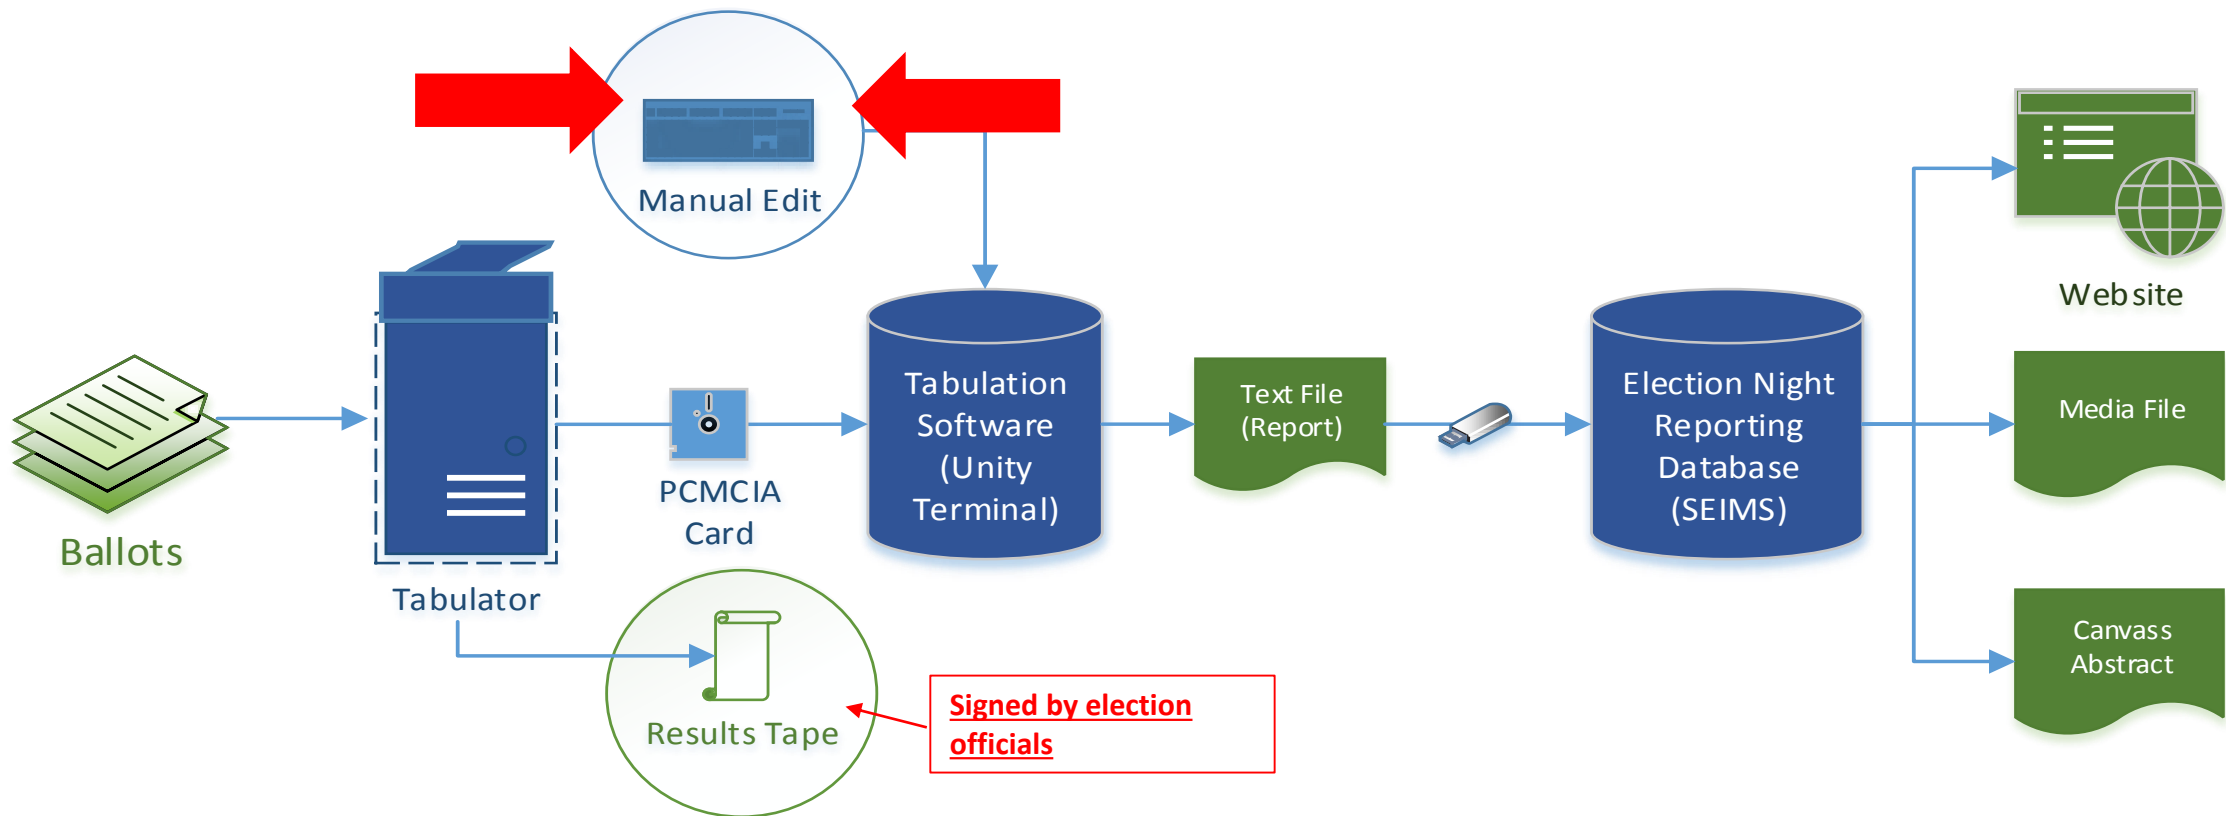 Manual Edit
Ballots
Tabulator
PCMCIA
Card
Tabulation
Software
(Unity
Terminal)
Text File
(Report)
Election Night
Reporting
Database
(SEIMS)
Website
Media File
Canvass
Abstract
Results Tape
Signed by election
officials